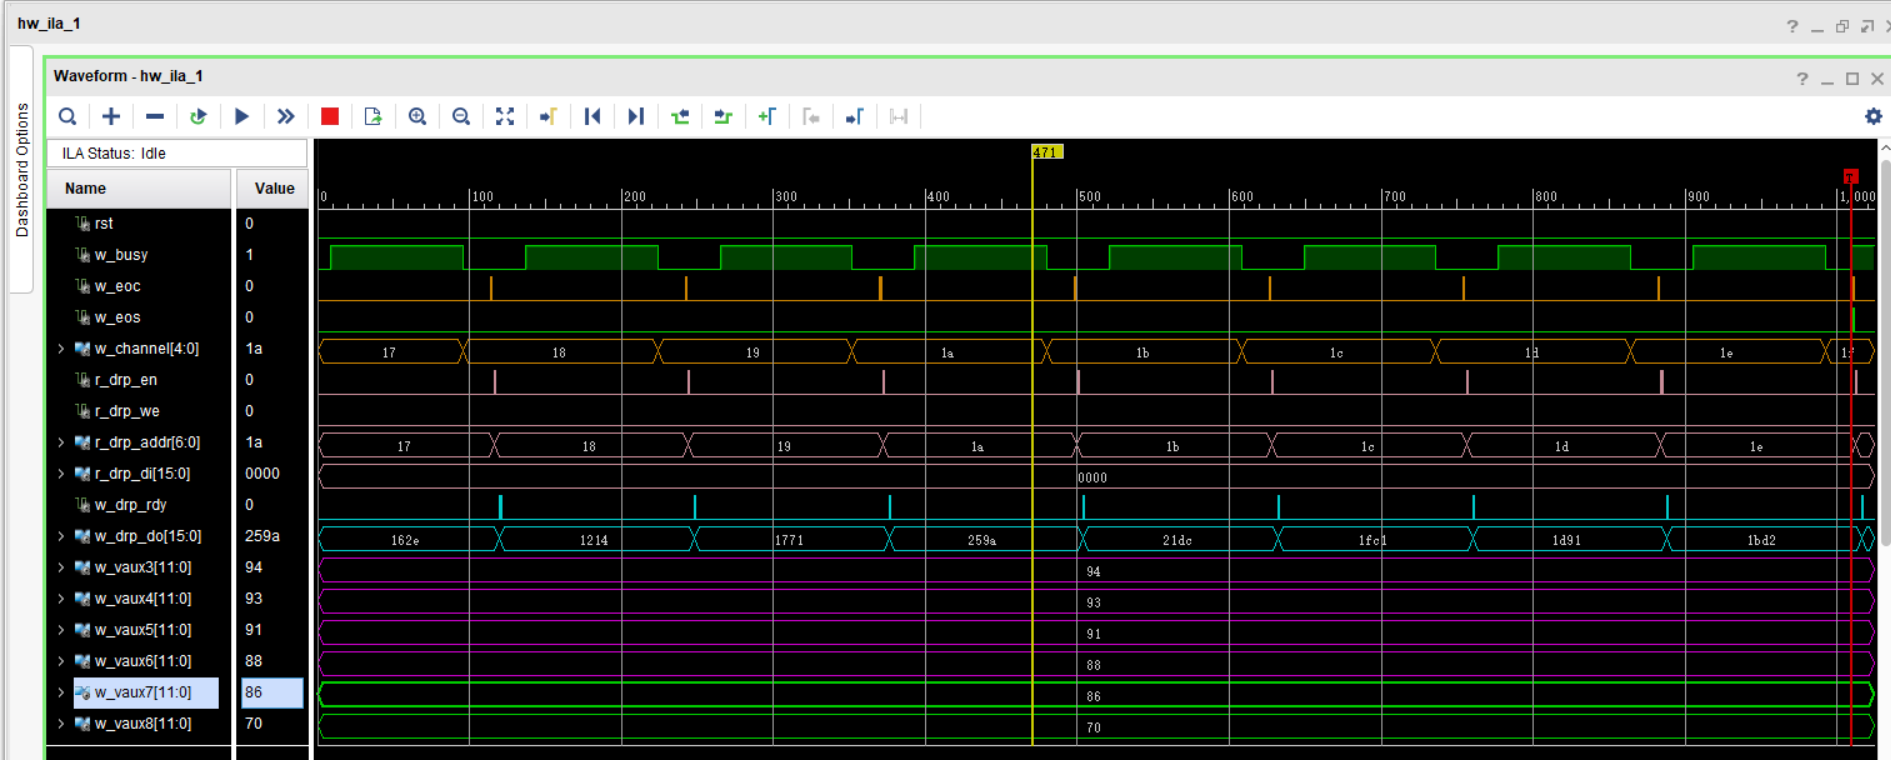 hw_ila_1
Dashboard Options
Waveform - hw_ila_1
ILA Status: Idle
Name Value
471
0 100 200 300 400 500 600 700 800 900 1,000
rst 0
w_busy 1
w_eoc 0
w_eos 0
w_channel[4:0] 1a 17 18 19 1a 1b 1c 1d 1e
r_drp_en 0
r_drp_we 0
r_drp_addr[6:0] 1a 17 18 19 1a 1b 1c 1d 1e
r_drp_di[15:0] 0000 0000
w_drp_rdy 0
w_drp_do[15:0] 259a 162e 1214 1771 259a 21dc 1fc1 1d91 1bd2
w_vaux3[11:0] 94 94
w_vaux4[11:0] 93 93
w_vaux5[11:0] 91 91
w_vaux6[11:0] 88 88
w_vaux7[11:0] 86 86
w_vaux8[11:0] 70 70